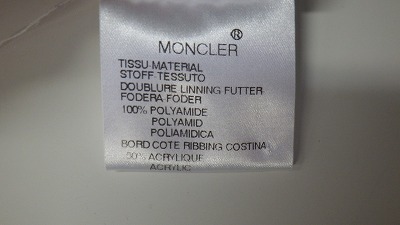 ®
MONCLER
TISSU-MATERIAL
STOFF-TESSUTO
DOUBLURE LINNING FUTTER
FODERA-FODER
100% POLYAMIDE
POLYAMID
POLIAMIDICA
BORD COTE RIBBING COSTINA
50% ACRYLIQUE
ACRYLIC